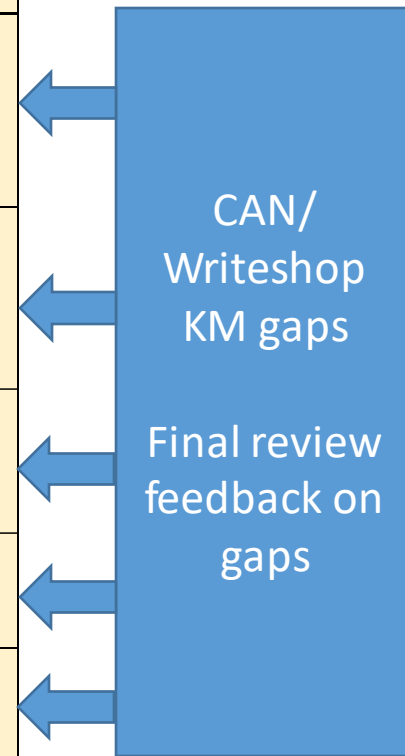 CAN/
Writeshop
KM gaps
Final review
feedback on
gaps